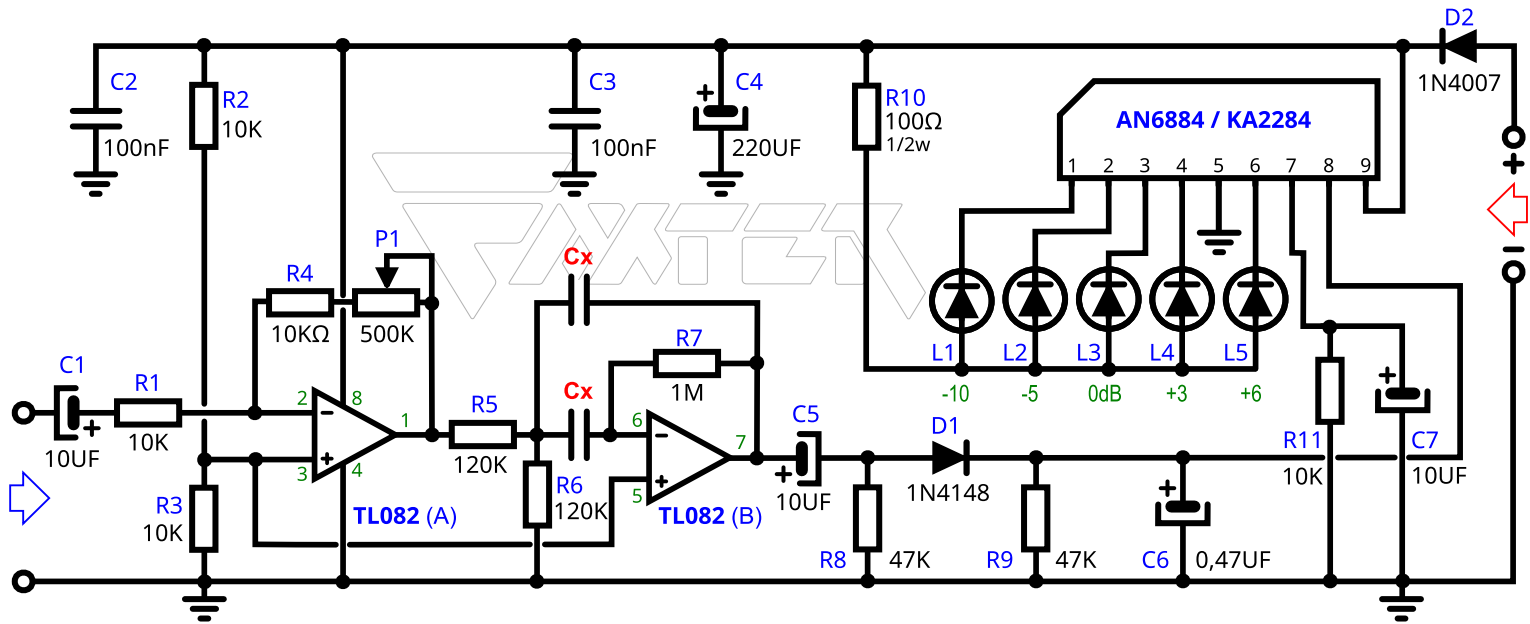 D2
1N4007
C2
100nF
R2
10K
C3
100nF
+
C4
220UF
R10
100Ω
1/2w
AN6884 / KA2284
1 2 3 4 5 6 7 8 9
+
−
FVXTEC
P1
R4
10KΩ
500K
Cx
R7
1M
Cx
L1 L2 L3 L4 L5
-10 -5 0dB +3 +6
C1
+
10UF
R1
10K
2
−
8
1
+
3
4
TL082 (A)
R5
120K
R6
120K
6
−
7
+
5
TL082 (B)
C5
+
10UF
D1
1N4148
R3
10K
R8
47K
R9
47K
+
C6
0,47UF
R11
10K
+
C7
10UF